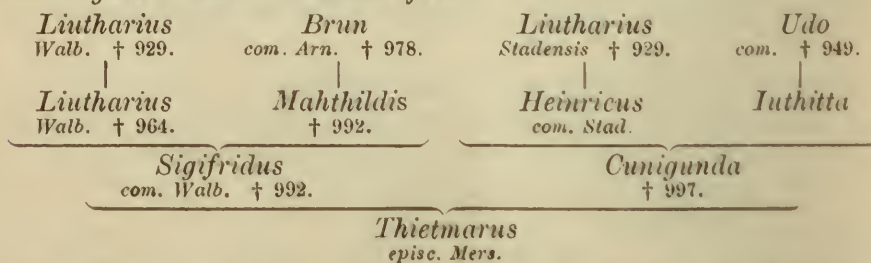 Liutharius Brun Liutharius Udo
Walb. † 929. com. Arn. † 978. Stadensis † 929. com. † 949.
Liutharius Mahthildis Heinricus Iuthitta
Walb. † 964. † 992. com. Stad.
Sigifridus Cunigunda
com. Walb. † 992. † 997.
Thietmarus
episc. Mers.